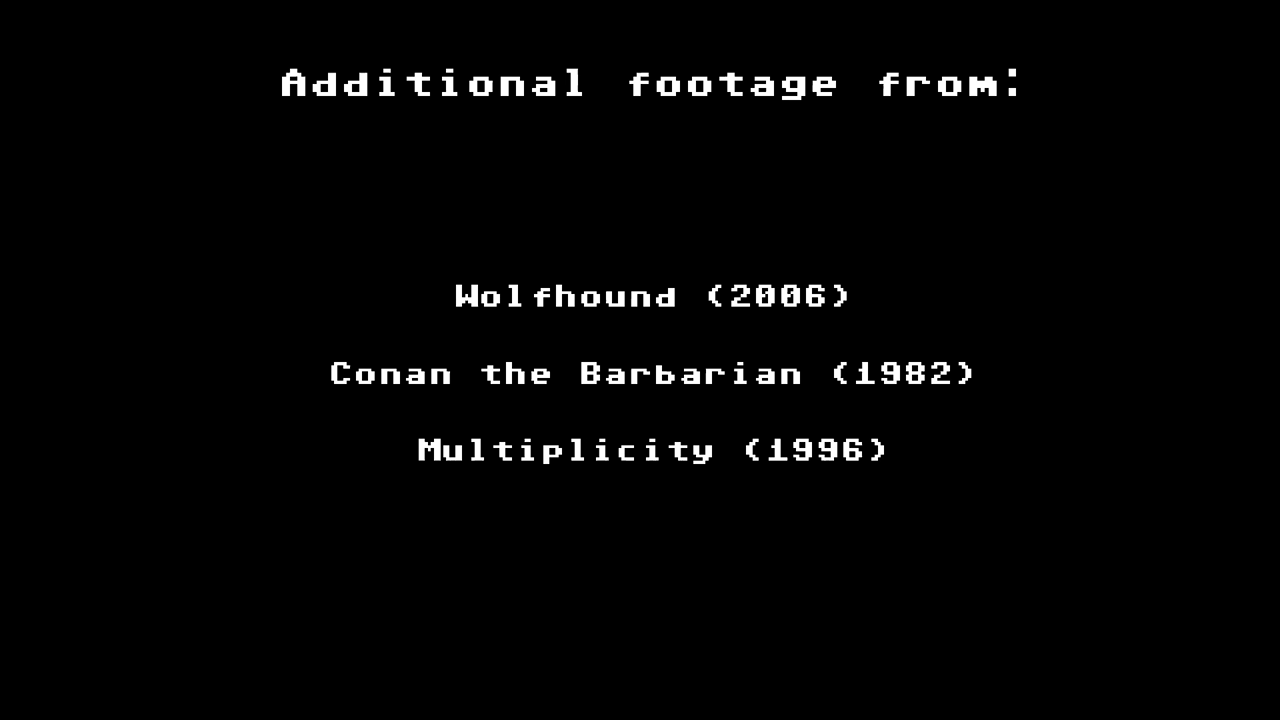 Additional footage from:
Wolfhound (2006)
Conan the Barbarian (1982)
Multiplicity (1996)